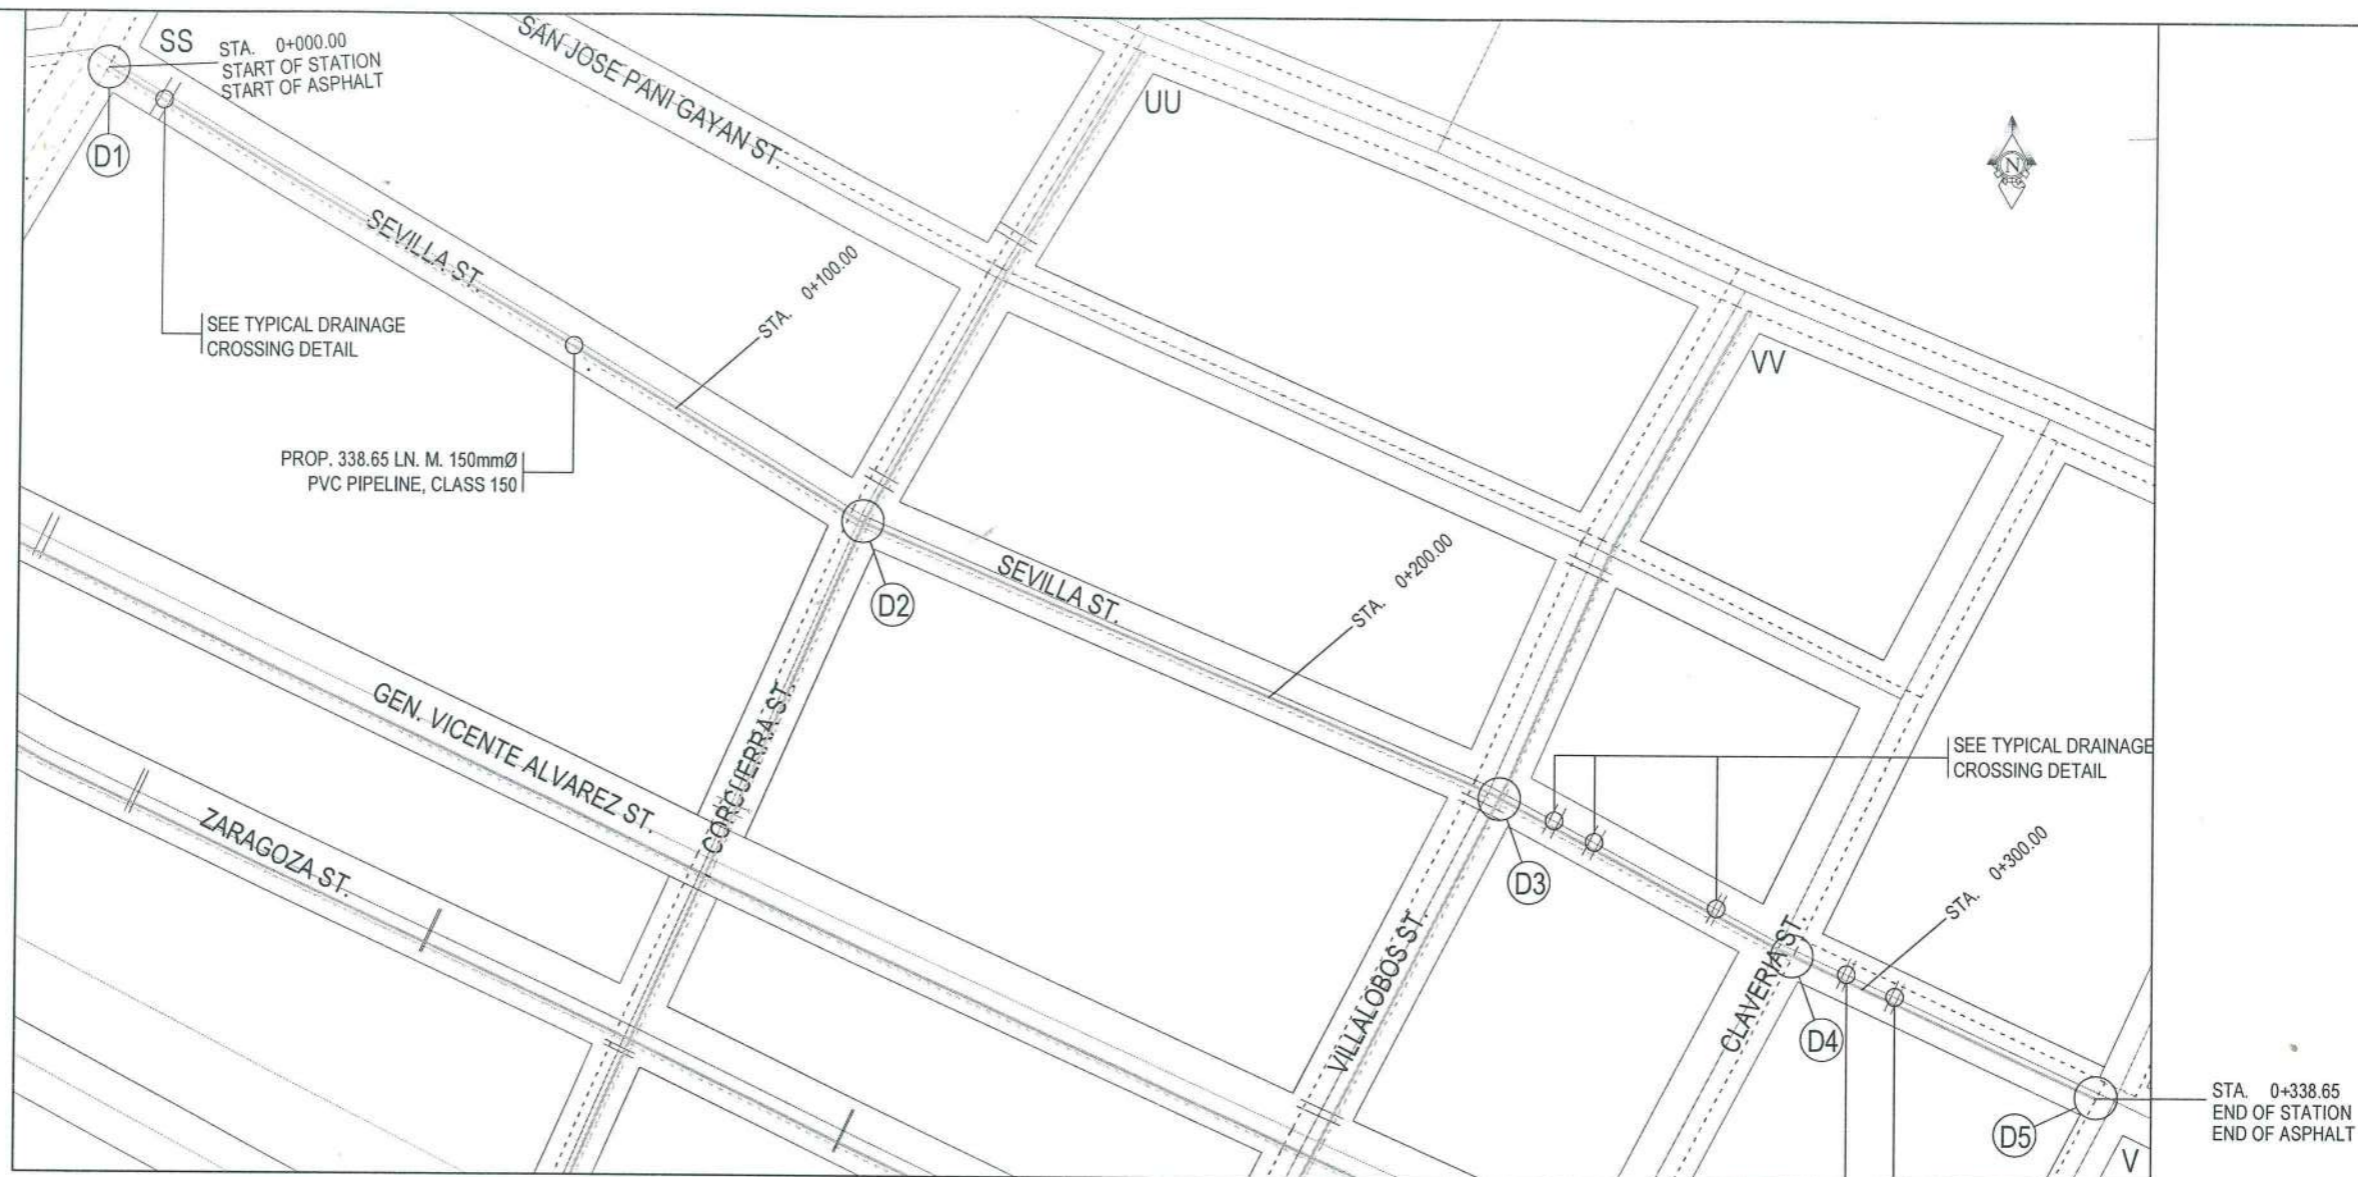 SS
STA. 0+000.00
START OF STATION
START OF ASPHALT
D1
SAN JOSE PANI GAYAN ST.
UU
N
SEVILLA ST.
STA. 0+100.00
SEE TYPICAL DRAINAGE
CROSSING DETAIL
VV
PROP. 338.65 LN. M. 150mmØ
PVC PIPELINE, CLASS 150
D2
SEVILLA ST.
STA. 0+200.00
GEN. VICENTE ALVAREZ ST.
CORCUERRA ST.
ZARAGOZA ST.
SEE TYPICAL DRAINAGE
CROSSING DETAIL
D3
STA. 0+300.00
VILLALOBOS ST.
CLAVERIA ST.
D4
STA. 0+338.65
END OF STATION
END OF ASPHALT
D5
V